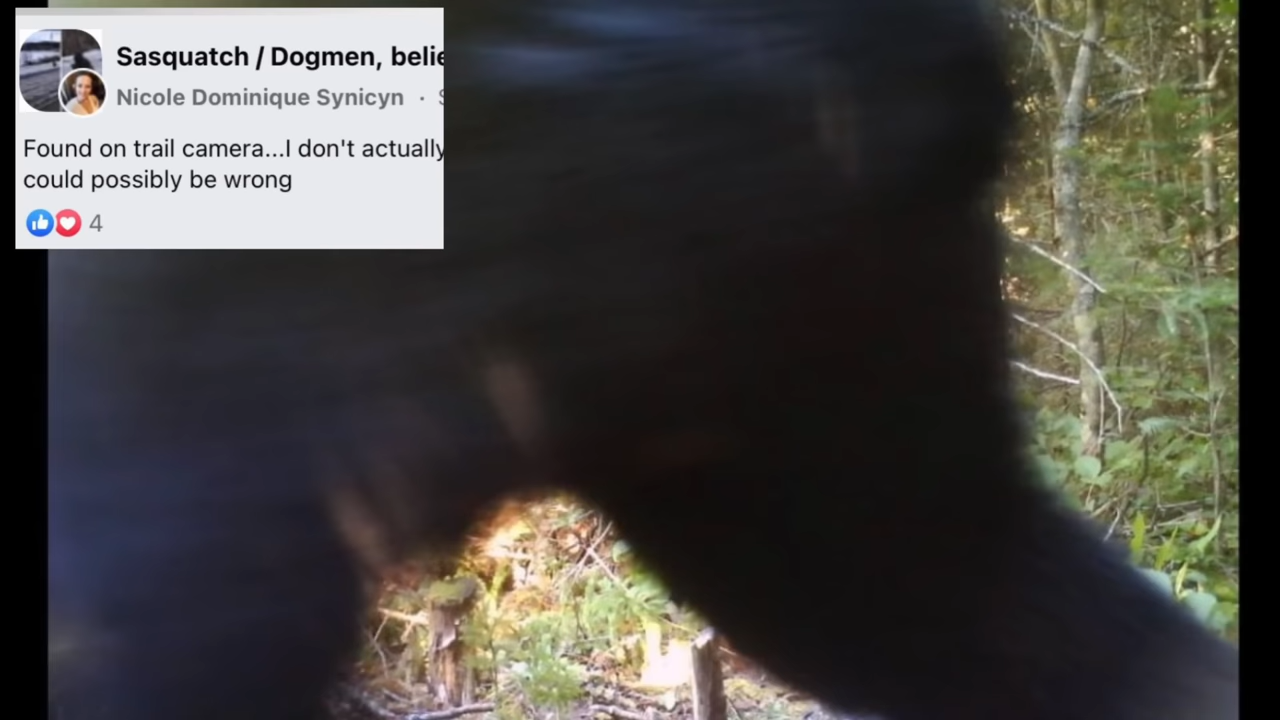 Sasquatch / Dogmen, belie
Nicole Dominique Synicyn ·
Found on trail camera...I don't actually
could possibly be wrong
4